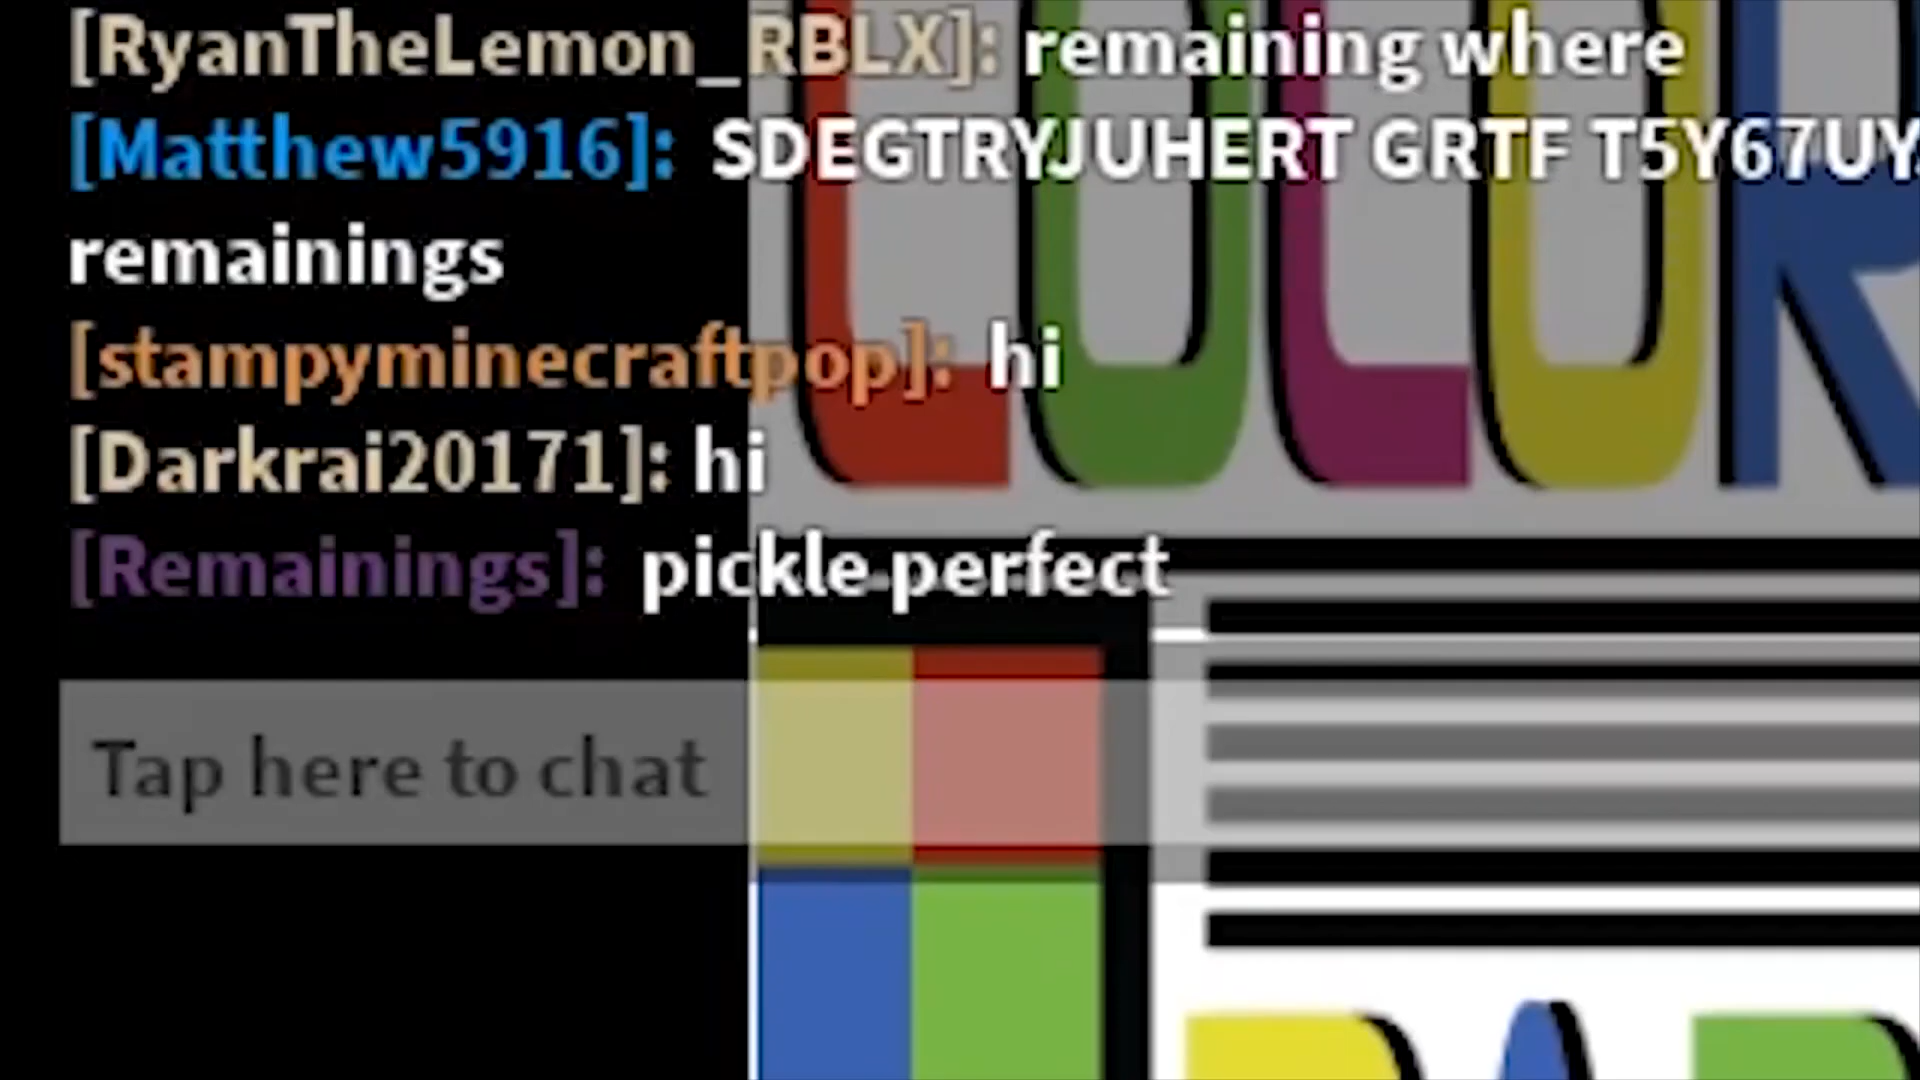 [RyanTheLemon_RBLX]: remaining where
[Matthew5916]: SDEGTRYJUHERT GRTF T5Y67UY
remainings
[stampyminecraftpop]: hi
[Darkrai20171]: hi
[Remainings]: pickle perfect
Tap here to chat
COLOR